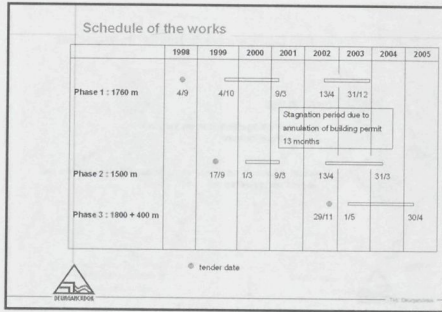 Schedule of the works
1998 1999 2000 2001 2002 2003 2004 2005
Phase 1 : 1760 m 4/9 4/10 9/3 13/4 31/12
Stagnation period due to
annulation of building permit
13 months
Phase 2 : 1500 m 17/9 1/3 9/3 13/4 31/3
Phase 3 : 1800 + 400 m 29/11 1/5 30/4
tender date
DEURGANCKDOK